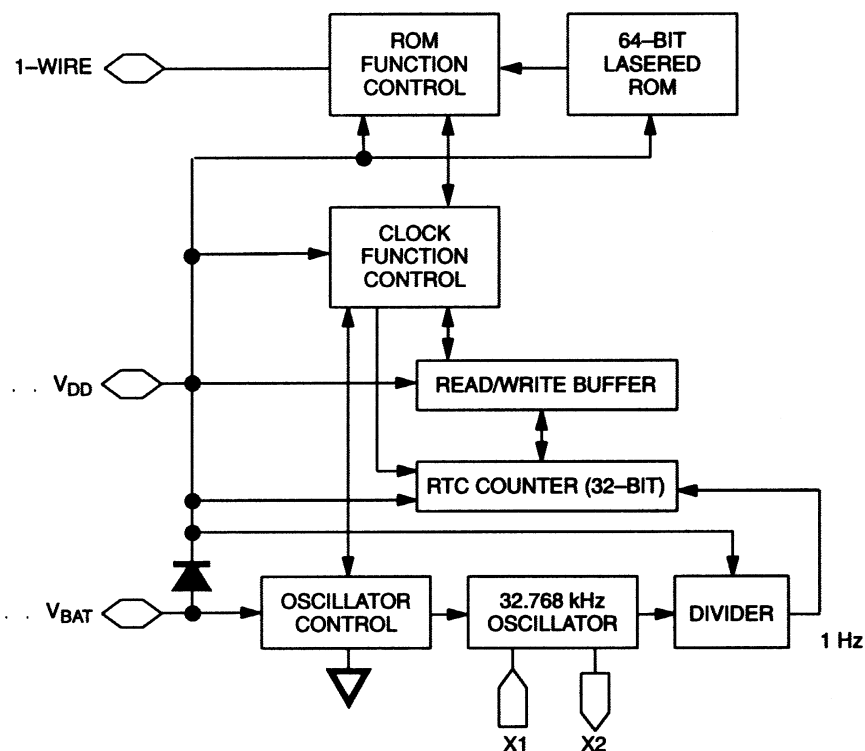 1–WIRE
ROM
FUNCTION
CONTROL
64–BIT
LASERED
ROM
CLOCK
FUNCTION
CONTROL
. . VDD
READ/WRITE BUFFER
RTC COUNTER (32–BIT)
. . VBAT
OSCILLATOR
CONTROL
32.768 kHz
OSCILLATOR
DIVIDER
1 Hz
X1
X2